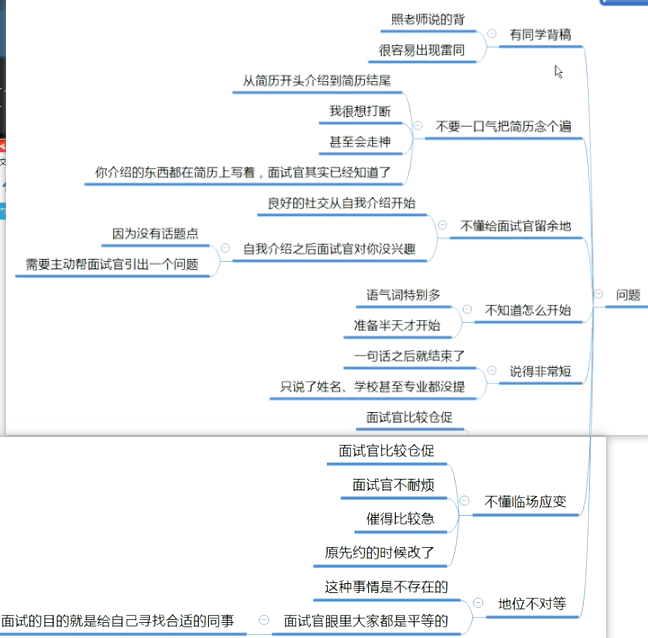 照老师说的背
有同学背稿
很容易出现雷同
从简历开头介绍到简历结尾
我很想打断
不要一口气把简历念个遍
甚至会走神
你介绍的东西都在简历上写着，面试官其实已经知道了
良好的社交从自我介绍开始
不懂给面试官留余地
因为没有话题点
自我介绍之后面试官对你没兴趣
需要主动帮面试官引出一个问题
问题
语气词特别多
不知道怎么开始
准备半天才开始
一句话之后就结束了
说得非常短
只说了姓名、学校甚至专业都没提
面试官比较仓促
面试官比较仓促
面试官不耐烦
不懂临场应变
催得比较急
原先约的时候改了
这种事情是不存在的
地位不对等
面试的目的就是给自己寻找合适的同事
面试官眼里大家都是平等的